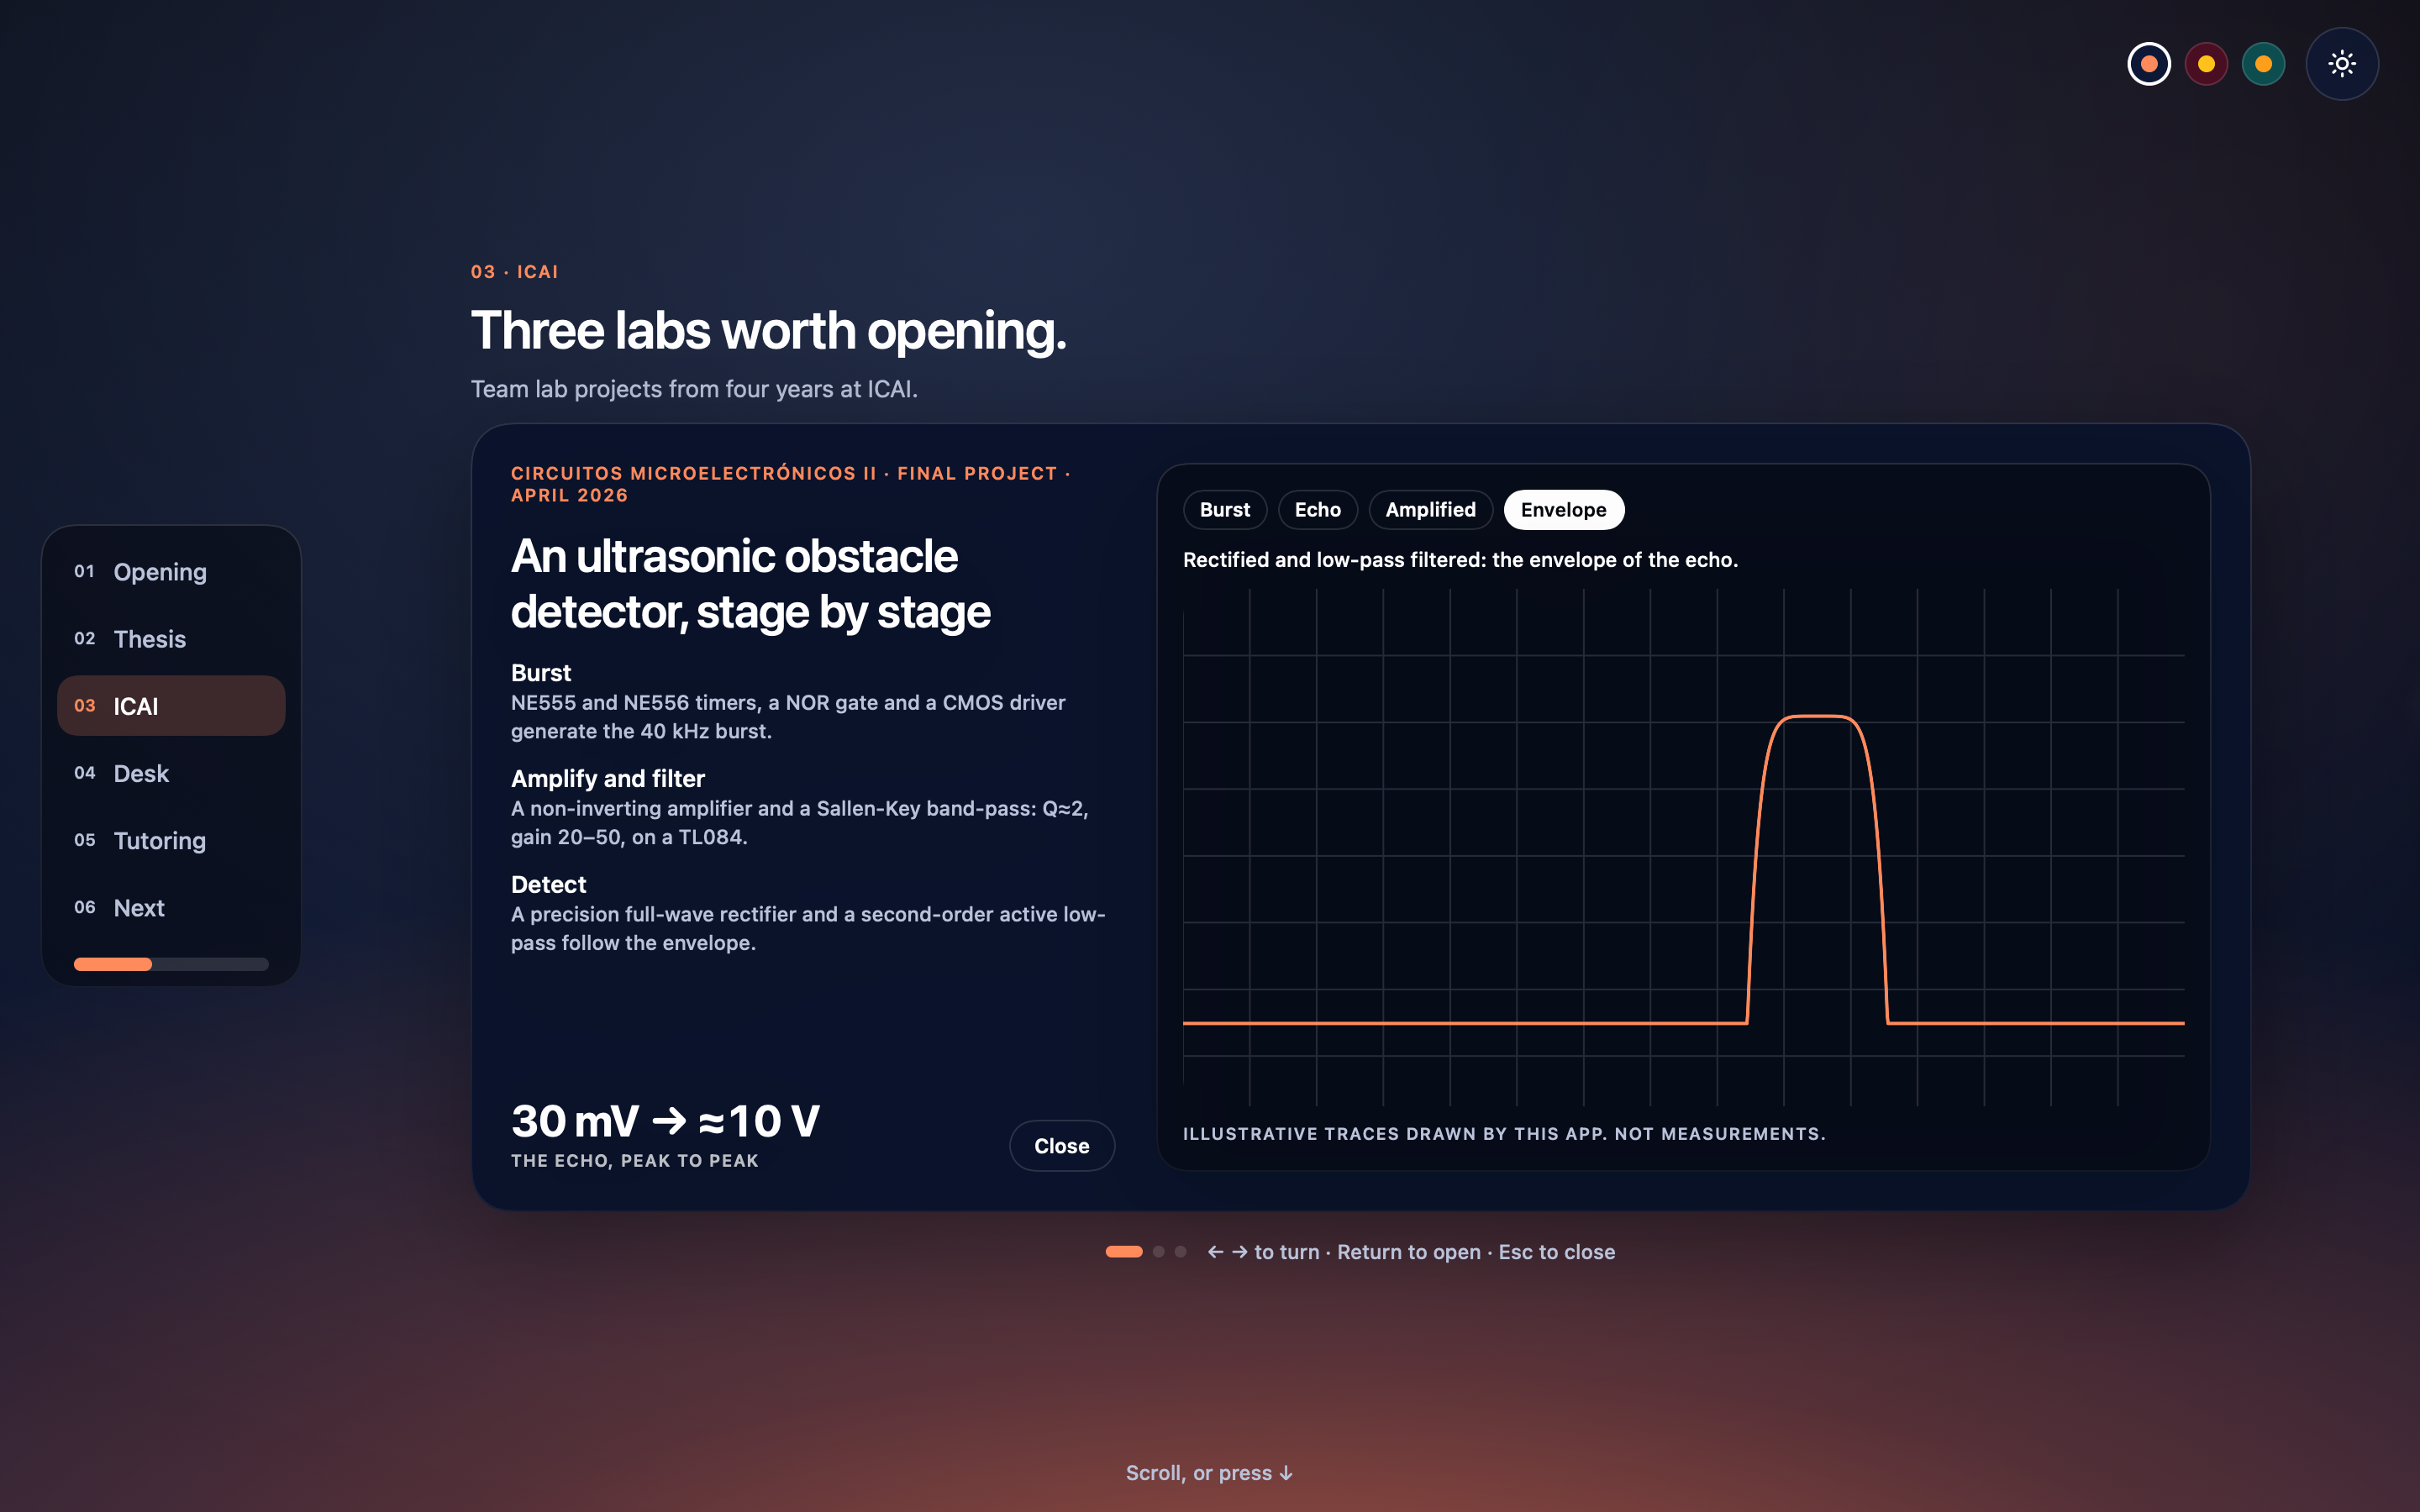 03 · ICAI
Three labs worth opening.
Team lab projects from four years at ICAI.
01 Opening
02 Thesis
03 ICAI
04 Desk
05 Tutoring
06 Next
CIRCUITOS MICROELECTRÓNICOS II · FINAL PROJECT ·
APRIL 2026
An ultrasonic obstacle
detector, stage by stage
Burst
NE555 and NE556 timers, a NOR gate and a CMOS driver
generate the 40 kHz burst.
Amplify and filter
A non-inverting amplifier and a Sallen-Key band-pass: Q≈2,
gain 20–50, on a TL084.
Detect
A precision full-wave rectifier and a second-order active low-
pass follow the envelope.
30 mV → ≈10 V
THE ECHO, PEAK TO PEAK
Close
Burst Echo Amplified Envelope
Rectified and low-pass filtered: the envelope of the echo.
ILLUSTRATIVE TRACES DRAWN BY THIS APP. NOT MEASUREMENTS.
← → to turn · Return to open · Esc to close
Scroll, or press ↓